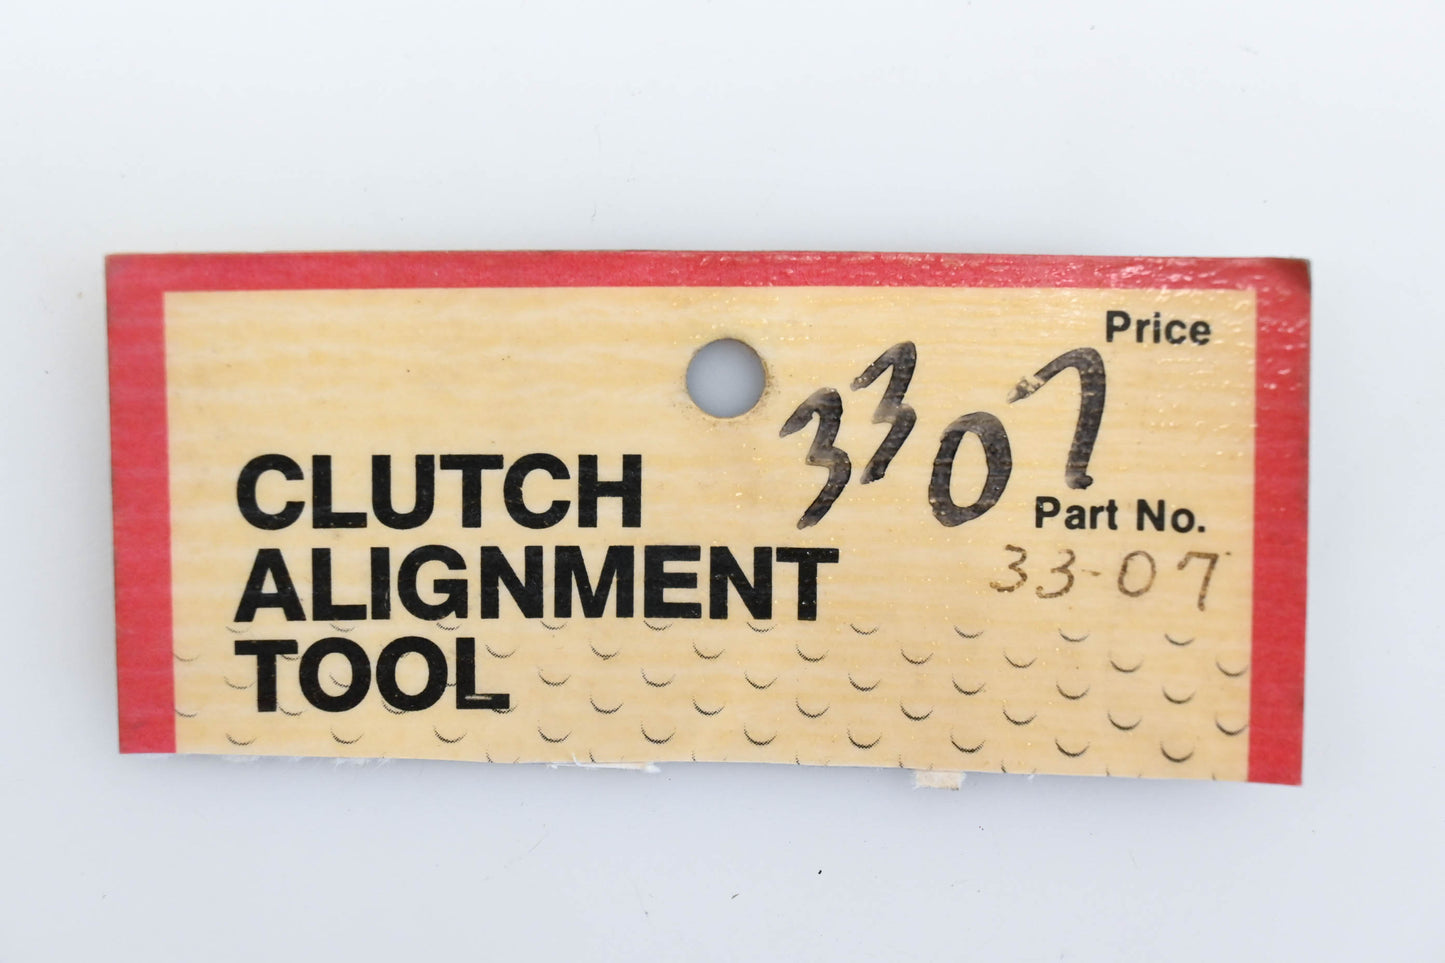 Price
3307
CLUTCH
ALIGNMENT
TOOL
Part No.
33-07